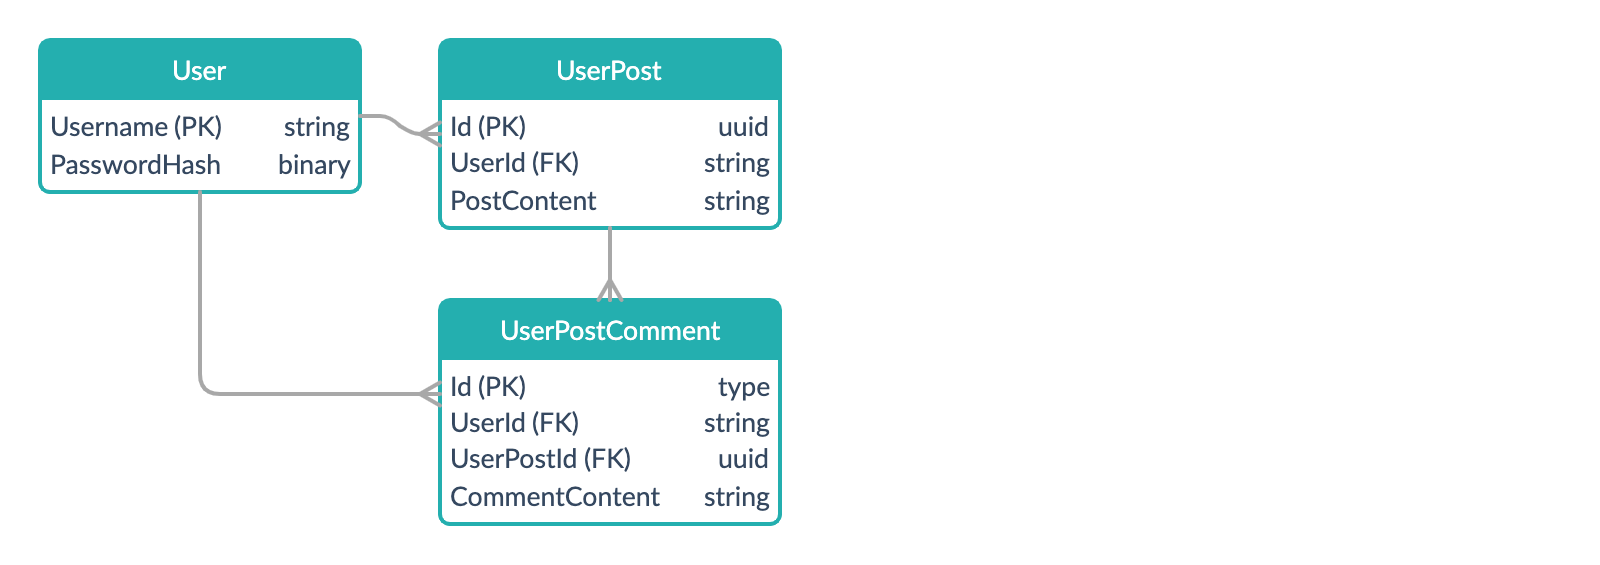 User
Username (PK) string
PasswordHash binary
UserPost
Id (PK) uuid
UserId (FK) string
PostContent string
UserPostComment
Id (PK) type
UserId (FK) string
UserPostId (FK) uuid
CommentContent string